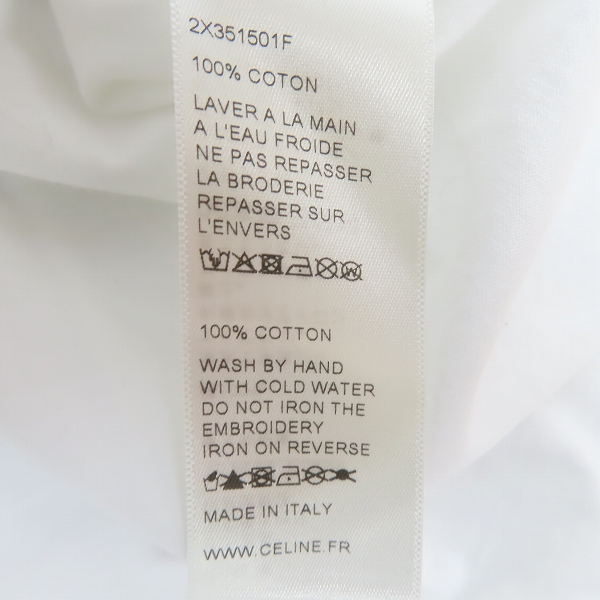 2X351501F
100% COTON
LAVER A LA MAIN
A L'EAU FROIDE
NE PAS REPASSER
LA BRODERIE
REPASSER SUR
L'ENVERS
100% COTTON
WASH BY HAND
WITH COLD WATER
DO NOT IRON THE
EMBROIDERY
IRON ON REVERSE
MADE IN ITALY
WWW.CELINE.FR